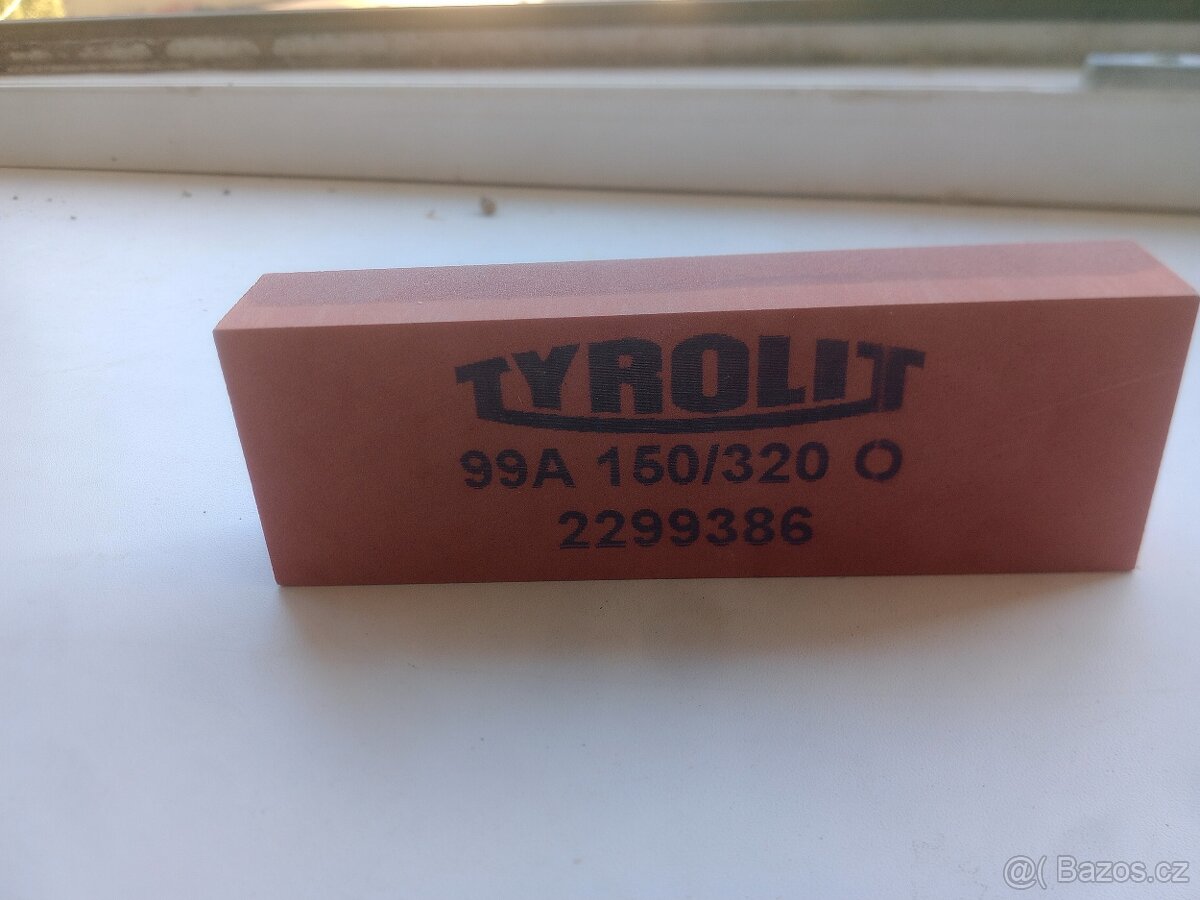 TYROLIT
99A 150/320 O
2299386
@( Bazos.cz